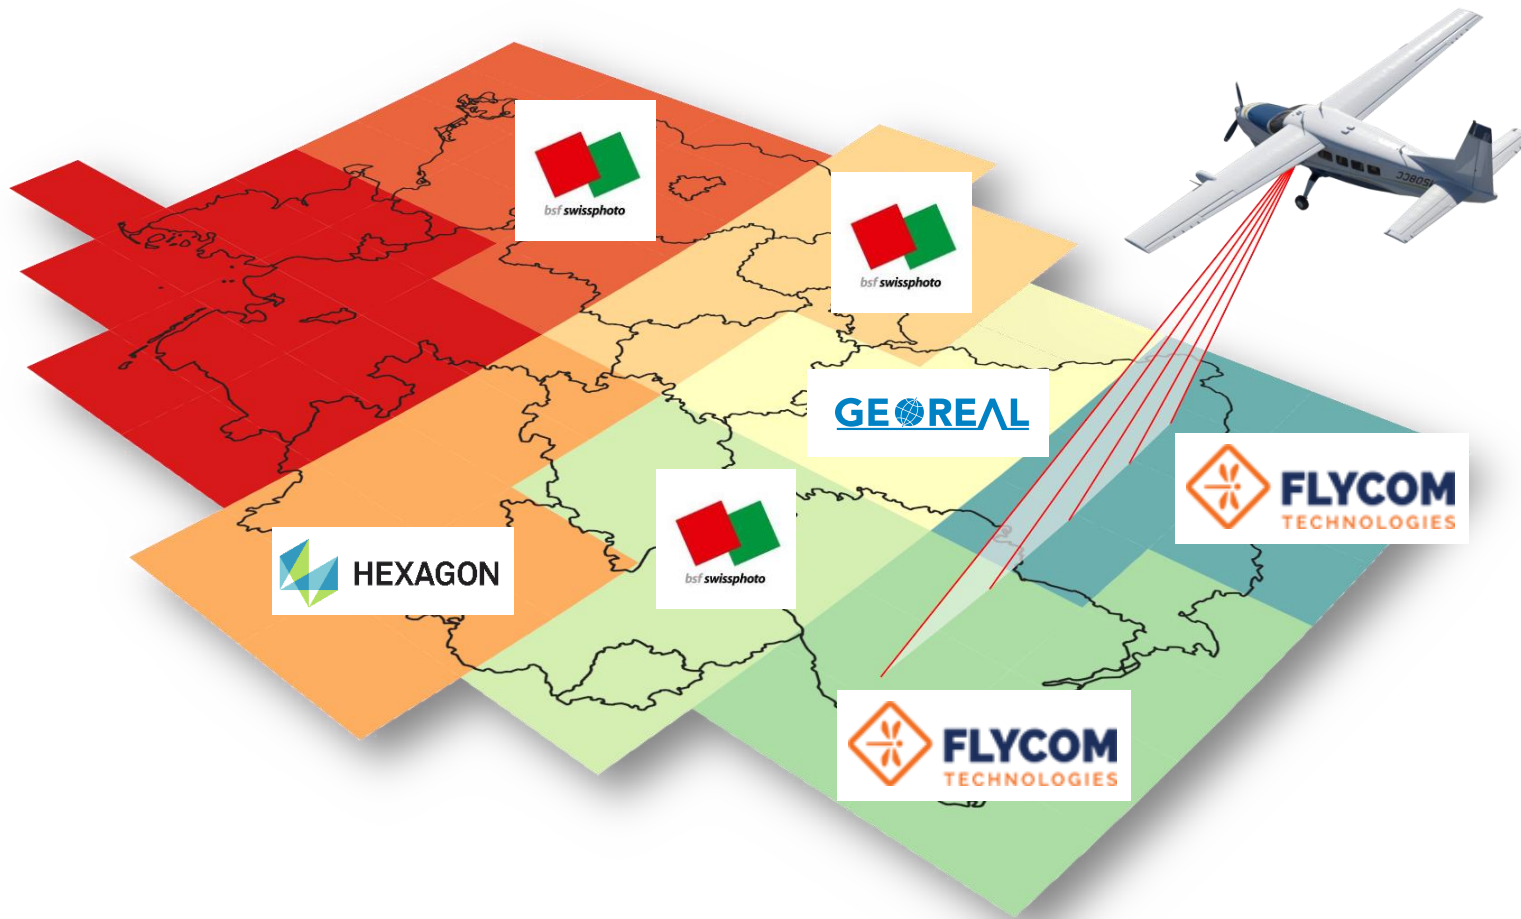 bsf swissphoto
bsf swissphoto
GEOREAL
FLYCOM
TECHNOLOGIES
bsf swissphoto
HEXAGON
FLYCOM
TECHNOLOGIES